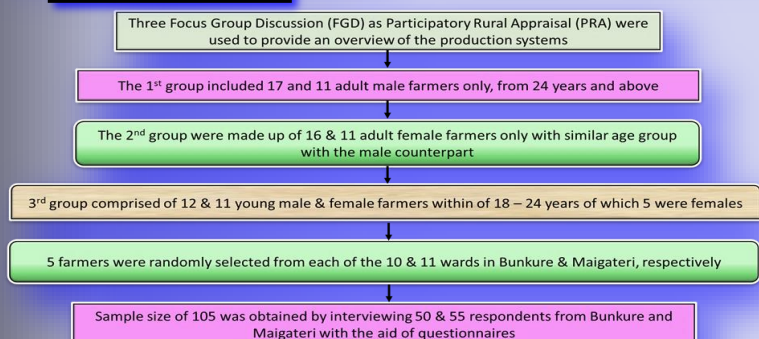 Three Focus Group Discussion (FGD) as Participatory Rural Appraisal (PRA) were
used to provide an overview of the production systems
The 1st group included 17 and 11 adult male farmers only, from 24 years and above
The 2nd group were made up of 16 & 11 adult female farmers only with similar age group
with the male counterpart
3rd group comprised of 12 & 11 young male & female farmers within of 18 – 24 years of which 5 were females
5 farmers were randomly selected from each of the 10 & 11 wards in Bunkure & Maigateri, respectively
Sample size of 105 was obtained by interviewing 50 & 55 respondents from Bunkure and
Maigateri with the aid of questionnaires